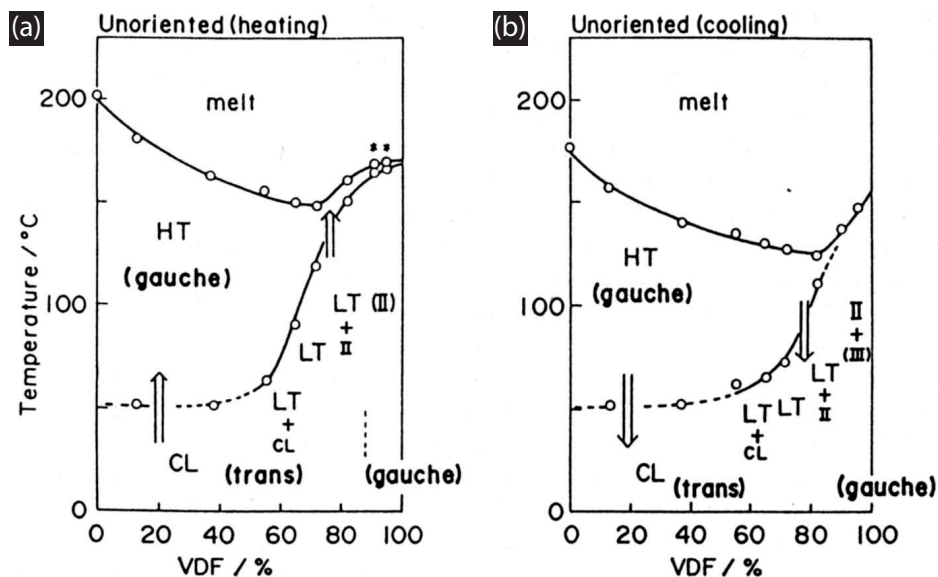 (a)
Unoriented (heating)
200
100
0
Temperature / °C
melt
* *
HT
(gauche)
LT (II)
+
II
LT
LT
+
CL
CL
(trans)
(gauche)
0 20 40 60 80 100
VDF / %
(b)
Unoriented (cooling)
200
100
0
melt
HT
(gauche)
II
+
(III)
LT
+
II
LT
LT
+
CL
CL
(trans)
(gauche)
0 20 40 60 80 100
VDF / %